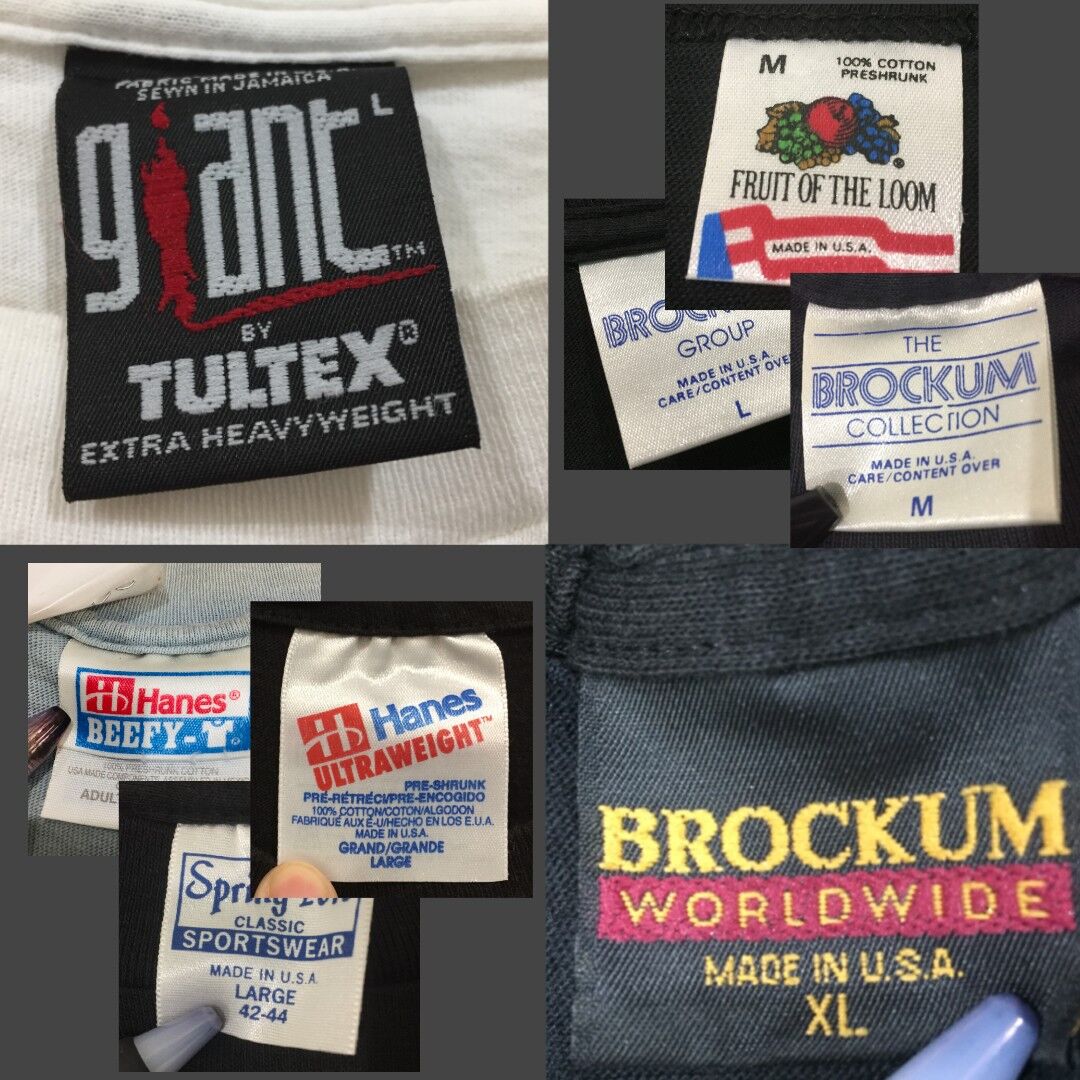 SEWN IN JAMAICA
giant L
TM
BY
TULTEX®
EXTRA HEAVYWEIGHT
M
100% COTTON
PRESHRUNK
®
FRUIT OF THE LOOM
MADE IN U.S.A.
GROUP
MADE IN U.S.A.
CARE/CONTENT
L
THE
BROCKUM
COLLECTION
MADE IN U.S.A.
CARE/CONTENT OVER
M
Hanes®
BEEFY-T®
Hanes
ULTRAWEIGHT™
PRE-SHRUNK
PRE-RÉTRÉCI/PRE-ENCOGIDO
100% COTTON/COTON/ALGODON
FABRIQUÉ AUX É-U/HECHO EN LOS E.U.A.
MADE IN U.S.A.
GRAND/GRANDE
LARGE
CLASSIC
SPORTSWEAR
MADE IN U.S.A
LARGE
42-44
BROCKUM
WORLDWIDE
MADE IN U.S.A.
XL